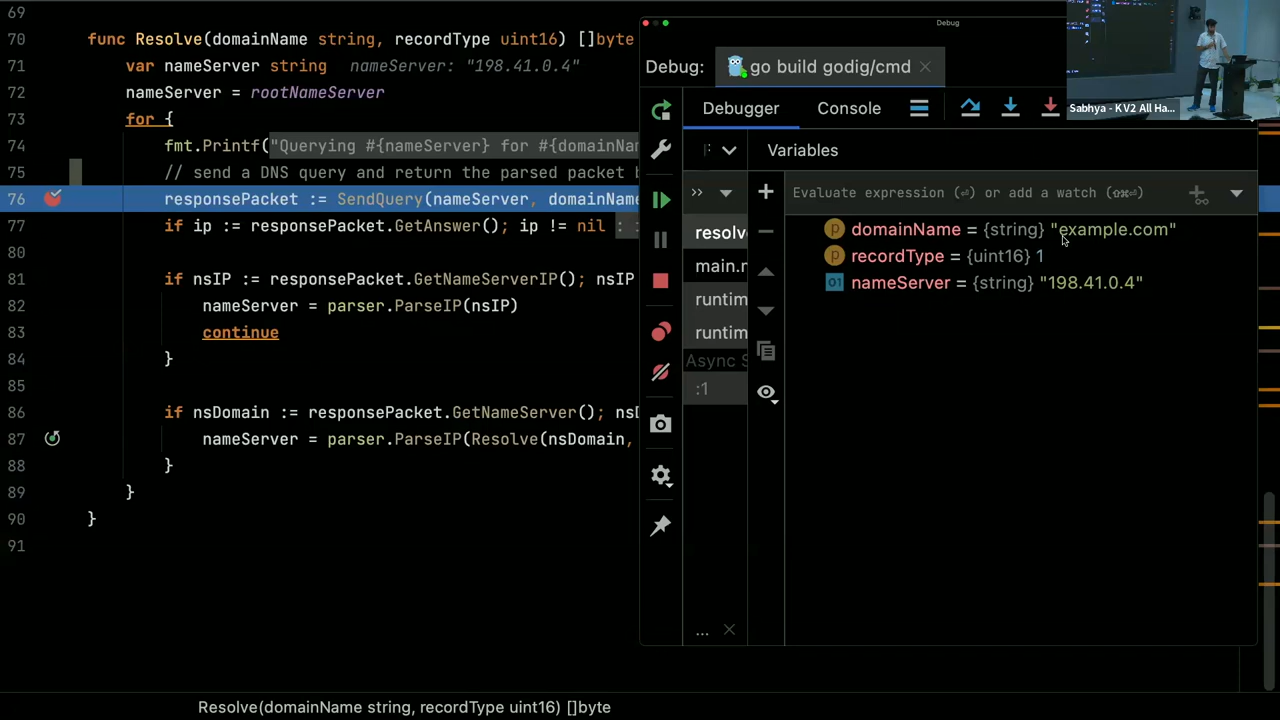 69
70 func Resolve(domainName string, recordType uint16) []byte
71 var nameServer string nameServer: "198.41.0.4"
72 nameServer = rootNameServer
73 for {
74 fmt.Printf("Querying #{nameServer} for #{domainNam
75 // send a DNS query and return the parsed packet b
76 responsePacket := SendQuery(nameServer, domainName
77 if ip := responsePacket.GetAnswer(); ip != nil :
80
81 if nsIP := responsePacket.GetNameServerIP(); nsIP
82 nameServer = parser.ParseIP(nsIP)
83 continue
84 }
85
86 if nsDomain := responsePacket.GetNameServer(); nsD
87 nameServer = parser.ParseIP(Resolve(nsDomain,
88 }
89 }
90 }
91
Resolve(domainName string, recordType uint16) []byte
Debug
Debug: go build godig/cmd
Debugger Console
Variables
Evaluate expression (⏎) or add a watch (⇧⌘⏎)
resolv
main.r
runtim
runtim
Async S
:1
...
domainName = {string} "example.com"
recordType = {uint16} 1
01 nameServer = {string} "198.41.0.4"
Sabhya - KV2 All Ha...